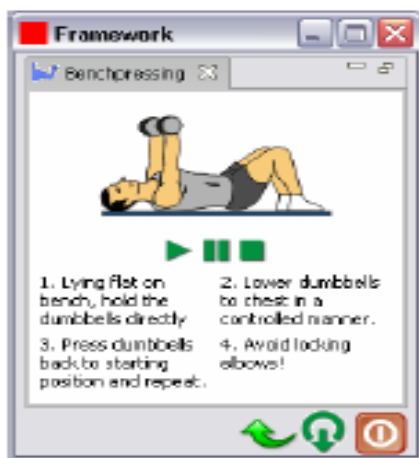 Framework
Benchpressing
1. Lying flat on
bench, hold the
dumbbells directly
2. Lower dumbbells
to chest in a
controlled manner.
3. Press dumbbells
back to starting
position and repeat.
4. Avoid locking
elbows!